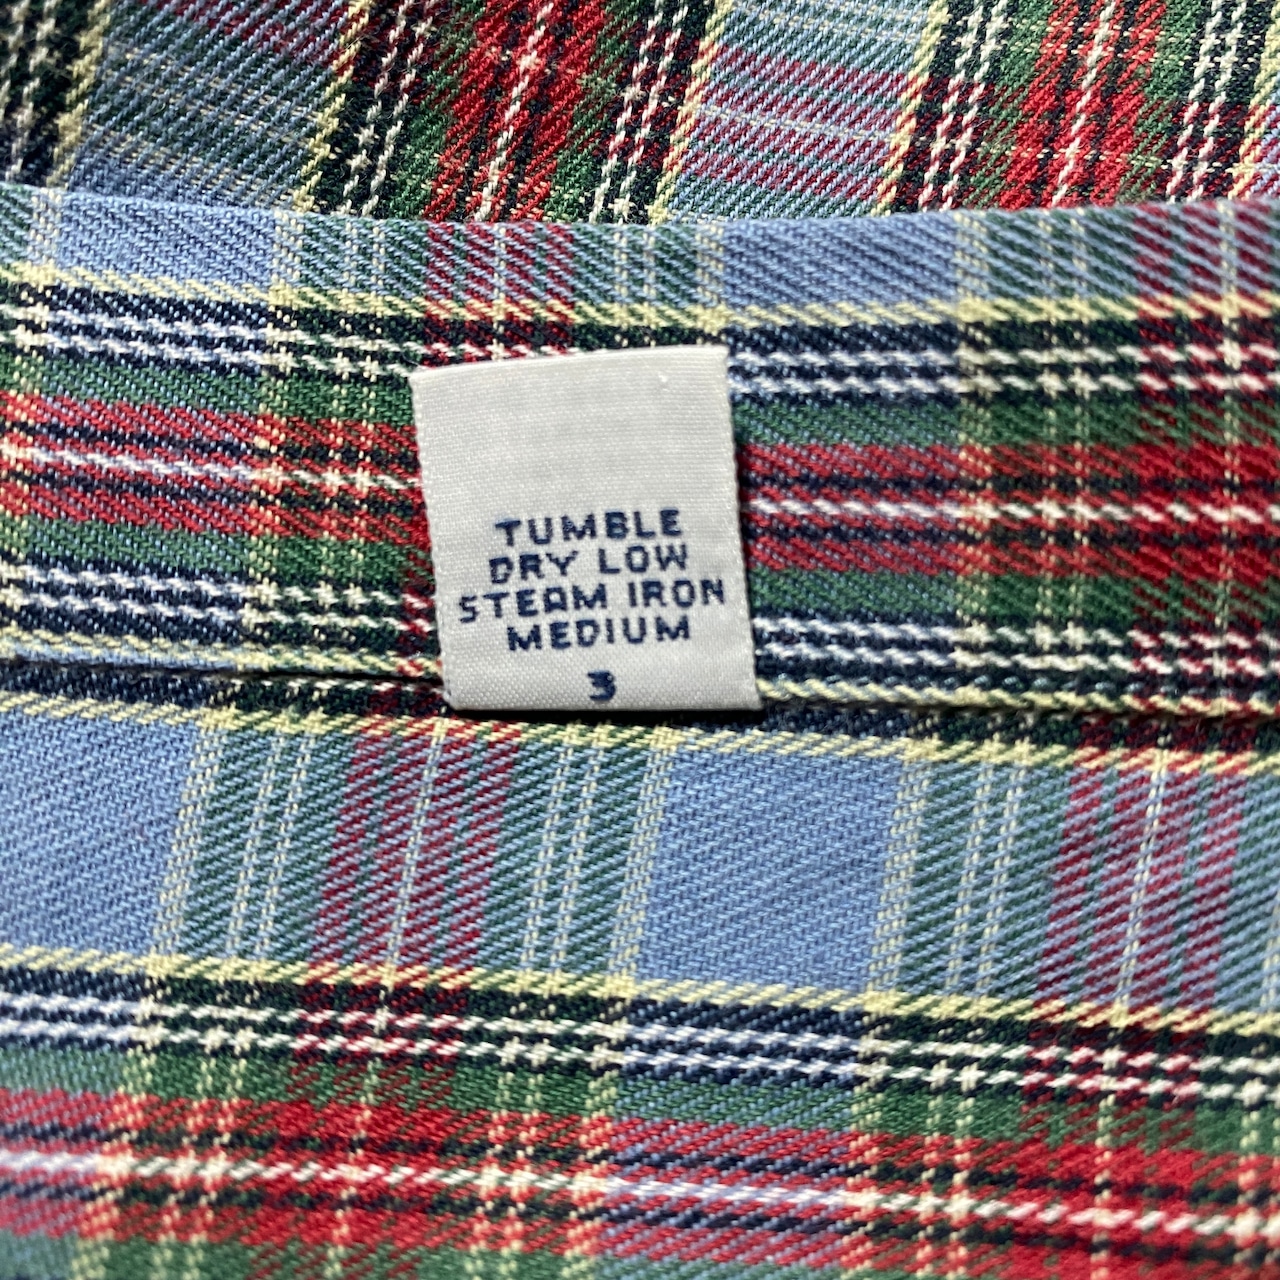 TUMBLE
DRY LOW
STEAM IRON
MEDIUM
3